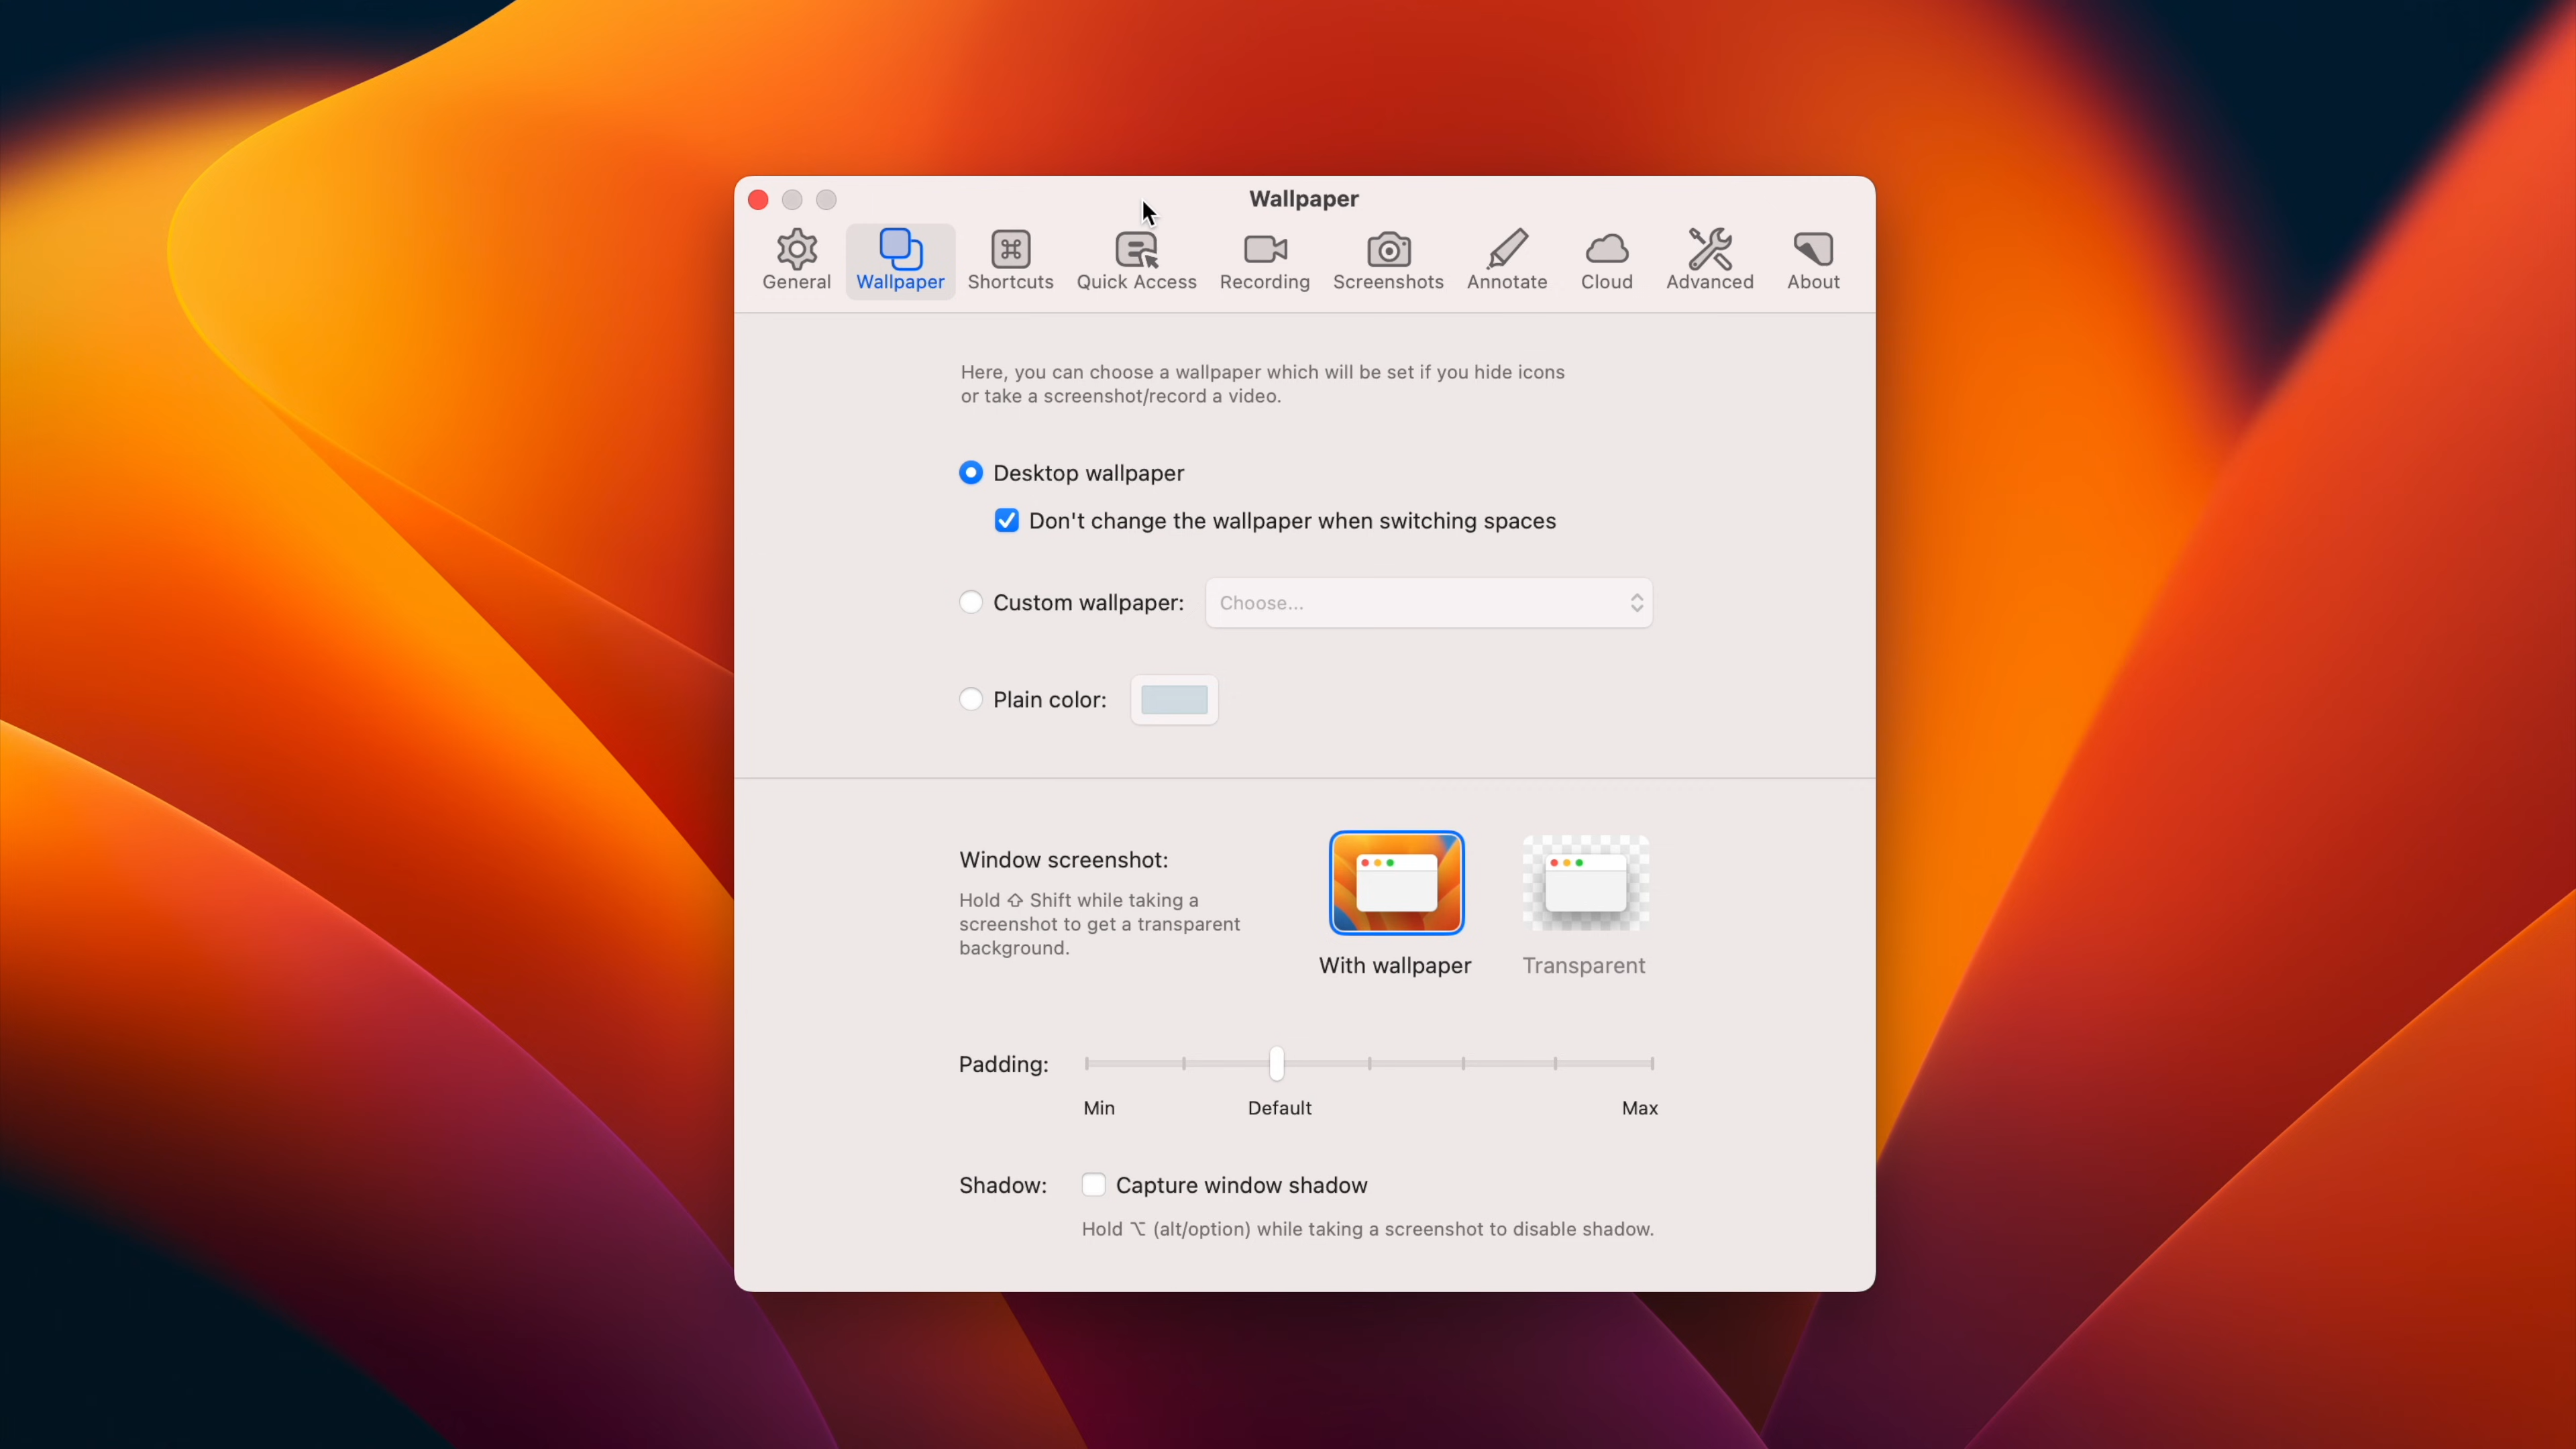 Wallpaper
General Wallpaper Shortcuts Quick Access Recording Screenshots Annotate Cloud Advanced About
Here, you can choose a wallpaper which will be set if you hide icons
or take a screenshot/record a video.
Desktop wallpaper
Don't change the wallpaper when switching spaces
Custom wallpaper: Choose...
Plain color:
Window screenshot:
Hold ⇧ Shift while taking a
screenshot to get a transparent
background.
With wallpaper Transparent
Padding:
Min Default Max
Shadow: Capture window shadow
Hold ⌥ (alt/option) while taking a screenshot to disable shadow.